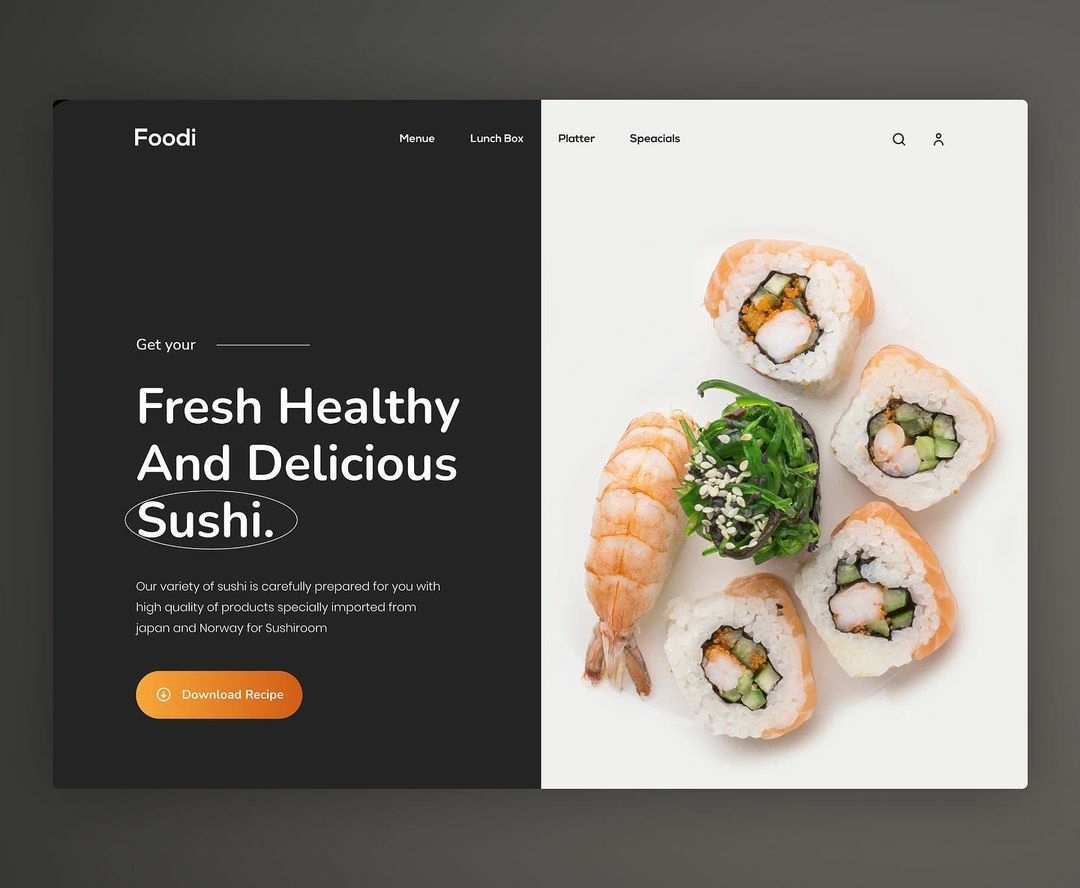 Foodi
Menue Lunch Box Platter Speacials
Get your
Fresh Healthy
And Delicious
Sushi.
Our variety of sushi is carefully prepared for you with
high quality of products specially imported from
japan and Norway for Sushiroom
Download Recipe